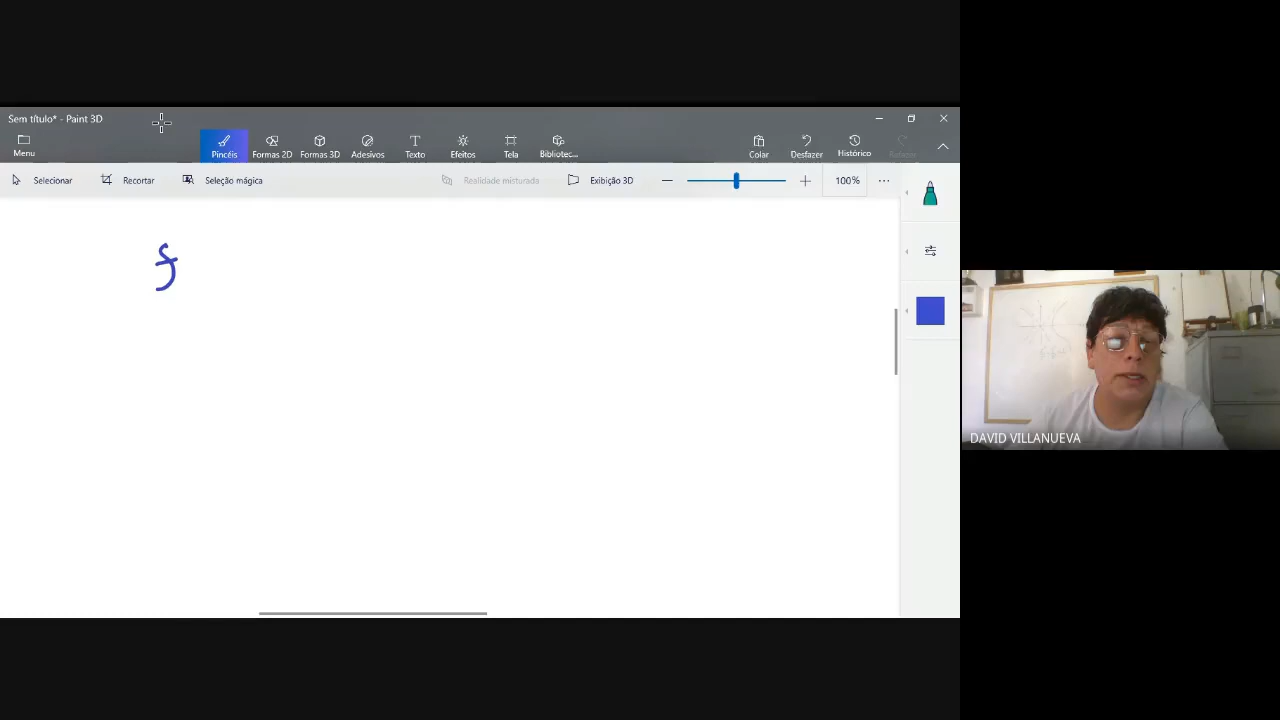 Sem título* - Paint 3D
Menu
Pincéis
Formas 2D
Formas 3D
Adesivos
Texto
Efeitos
Tela
Bibliotec...
Colar
Desfazer
Histórico
Refazer
Selecionar
Recortar
Seleção mágica
Realidade misturada
Exibição 3D
100%
f
DAVID VILLANUEVA